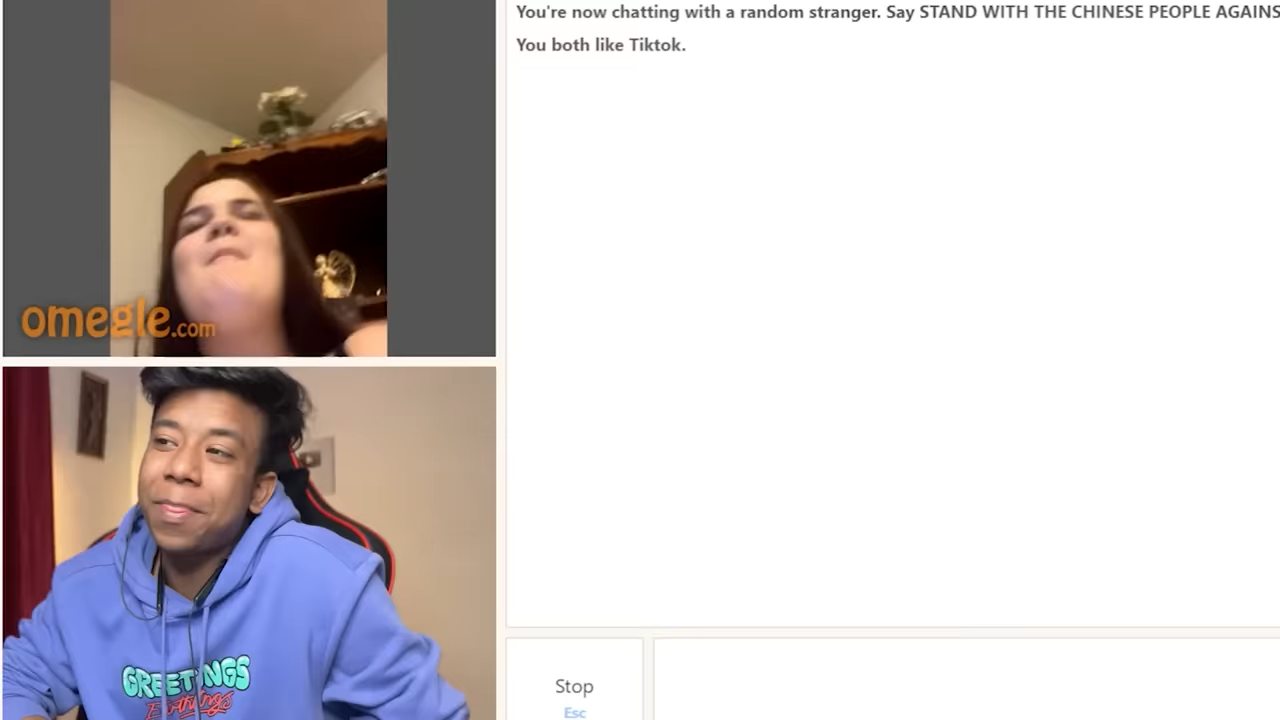 You're now chatting with a random stranger. Say STAND WITH THE CHINESE PEOPLE AGAINS
You both like Tiktok.
omegle.com
GREETINGS
Earthlings
Stop
Esc